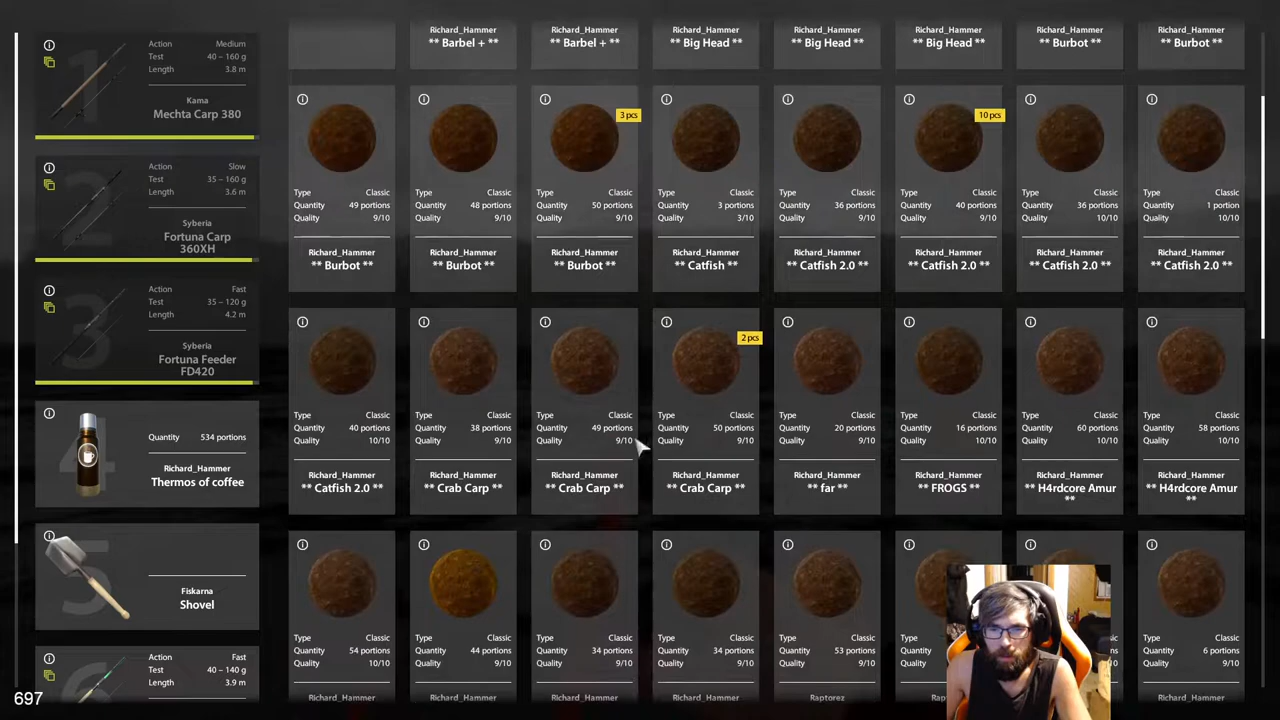 Action Medium
Test 40 – 160 g
Length 3.8 m
Kama
Mechta Carp 380
1
Action Slow
Test 35 – 160 g
Length 3.6 m
Syberia
Fortuna Carp
360XH
2
Action Fast
Test 35 – 120 g
Length 4.2 m
Syberia
Fortuna Feeder
FD420
3
Quantity 534 portions
Richard_Hammer
Thermos of coffee
4
Fiskarna
Shovel
5
Action Fast
Test 40 – 140 g
Length 3.9 m
6
697
Richard_Hammer Richard_Hammer Richard_Hammer Richard_Hammer Richard_Hammer Richard_Hammer Richard_Hammer
** Barbel + ** ** Barbel + ** ** Big Head ** ** Big Head ** ** Big Head ** ** Burbot ** ** Burbot **
3 pcs 10 pcs
Type Classic Type Classic Type Classic Type Classic Type Classic Type Classic Type Classic Type Classic
Quantity 49 portions Quantity 48 portions Quantity 50 portions Quantity 3 portions Quantity 36 portions Quantity 40 portions Quantity 36 portions Quantity 1 portion
Quality 9/10 Quality 9/10 Quality 9/10 Quality 3/10 Quality 9/10 Quality 9/10 Quality 10/10 Quality 10/10
Richard_Hammer Richard_Hammer Richard_Hammer Richard_Hammer Richard_Hammer Richard_Hammer Richard_Hammer Richard_Hammer
** Burbot ** ** Burbot ** ** Burbot ** ** Catfish ** ** Catfish 2.0 ** ** Catfish 2.0 ** ** Catfish 2.0 ** ** Catfish 2.0 **
2 pcs
Type Classic Type Classic Type Classic Type Classic Type Classic Type Classic Type Classic Type Classic
Quantity 40 portions Quantity 38 portions Quantity 49 portions Quantity 50 portions Quantity 20 portions Quantity 16 portions Quantity 60 portions Quantity 58 portions
Quality 10/10 Quality 9/10 Quality 9/10 Quality 9/10 Quality 9/10 Quality 10/10 Quality 10/10 Quality 10/10
Richard_Hammer Richard_Hammer Richard_Hammer Richard_Hammer Richard_Hammer Richard_Hammer Richard_Hammer Richard_Hammer
** Catfish 2.0 ** ** Crab Carp ** ** Crab Carp ** ** Crab Carp ** ** far ** ** FROGS ** ** H4rdcore Amur ** ** H4rdcore Amur **
Type Classic Type Classic Type Classic Type Classic Type Classic Type Type Classic
Quantity 54 portions Quantity 44 portions Quantity 34 portions Quantity 34 portions Quantity 53 portions Quantity 6 portions
Quality 10/10 Quality 9/10 Quality 9/10 Quality 9/10 Quality 9/10 Quality 9/10
Richard_Hammer Richard_Hammer Richard_Hammer Richard_Hammer Raptorez Richard_Hammer